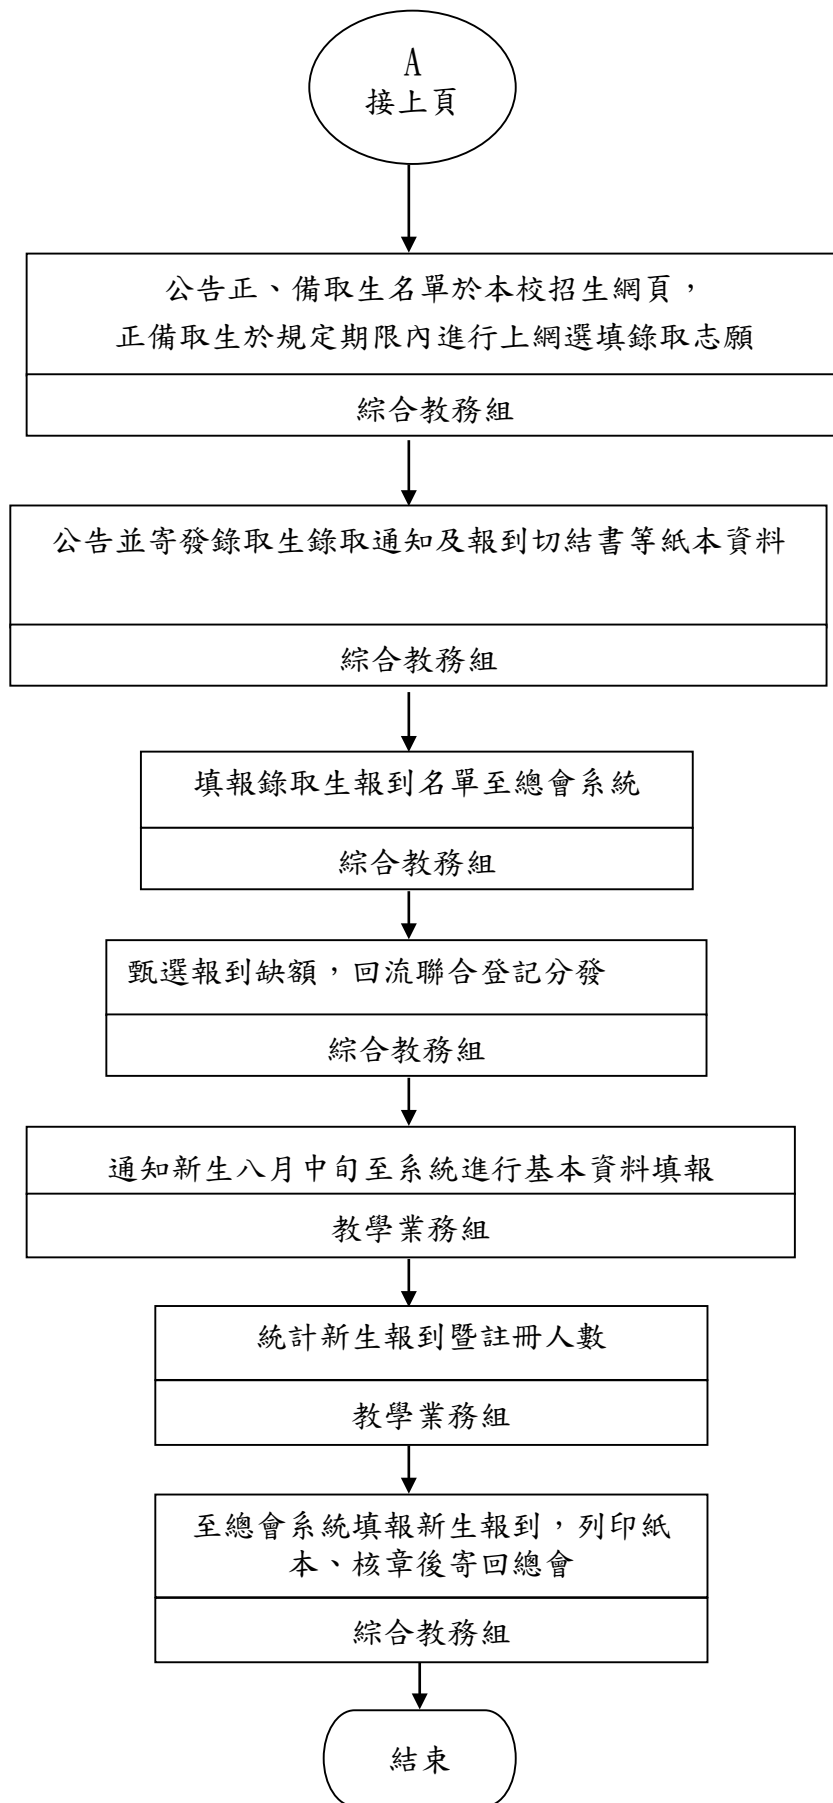 A
接上頁
公告正、備取生名單於本校招生網頁，
正備取生於規定期限內進行上網選填錄取志願
綜合教務組
公告並寄發錄取生錄取通知及報到切結書等紙本資料
綜合教務組
填報錄取生報到名單至總會系統
綜合教務組
甄選報到缺額，回流聯合登記分發
綜合教務組
通知新生八月中旬至系統進行基本資料填報
教學業務組
統計新生報到暨註冊人數
教學業務組
至總會系統填報新生報到，列印紙
本、核章後寄回總會
綜合教務組
結束